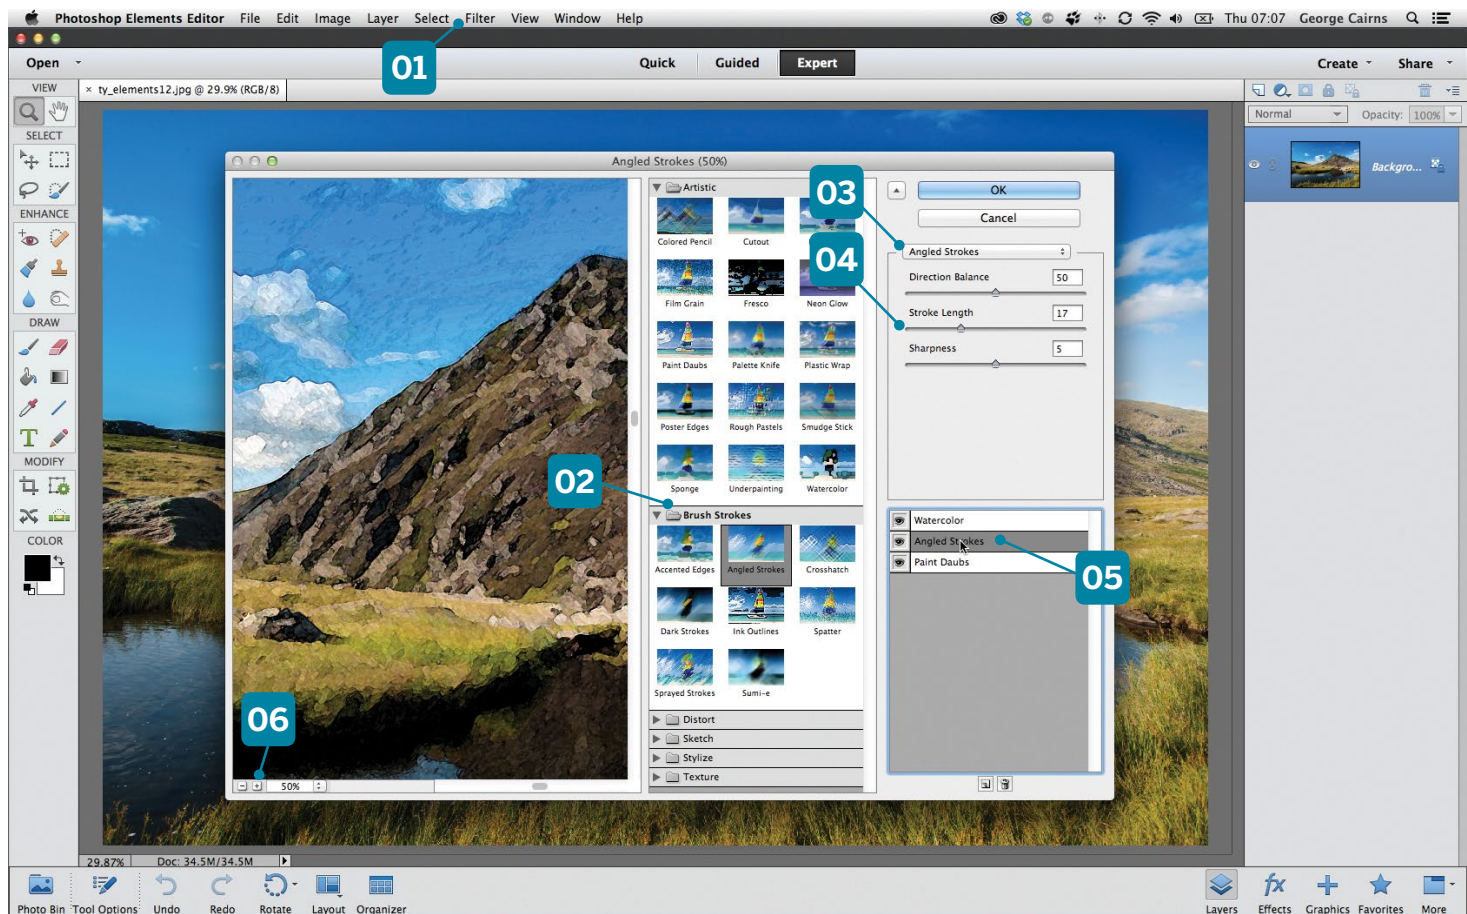 Photoshop Elements Editor File Edit Image Layer Select Filter View Window Help Thu 07:07 George Cairns
01
Open Quick Guided Expert Create Share
VIEW
× ty_elements12.jpg @ 29.9% (RGB/8)
Normal Opacity: 100%
Backgro...
SELECT
ENHANCE
DRAW
T
MODIFY
COLOR
Angled Strokes (50%)
Artistic
Colored Pencil Cutout
Film Grain Fresco Neon Glow
Paint Daubs Palette Knife Plastic Wrap
Poster Edges Rough Pastels Smudge Stick
Sponge Underpainting Watercolor
02
Brush Strokes
Accented Edges Angled Strokes Crosshatch
Dark Strokes Ink Outlines Spatter
Sprayed Strokes Sumi-e
Distort
Sketch
Stylize
Texture
03
OK
Cancel
04
Angled Strokes
Direction Balance 50
Stroke Length 17
Sharpness 5
Watercolor
Angled Strokes
Paint Daubs
05
06
50%
29.87% Doc: 34.5M/34.5M
Photo Bin Tool Options Undo Redo Rotate Layout Organizer
fx
Layers Effects Graphics Favorites More